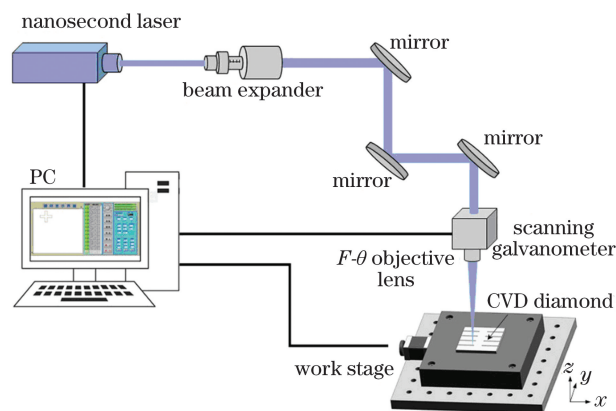 nanosecond laser
mirror
beam expander
mirror
mirror
PC
scanning
galvanometer
F-θ objective
lens
CVD diamond
work stage
z
y
x